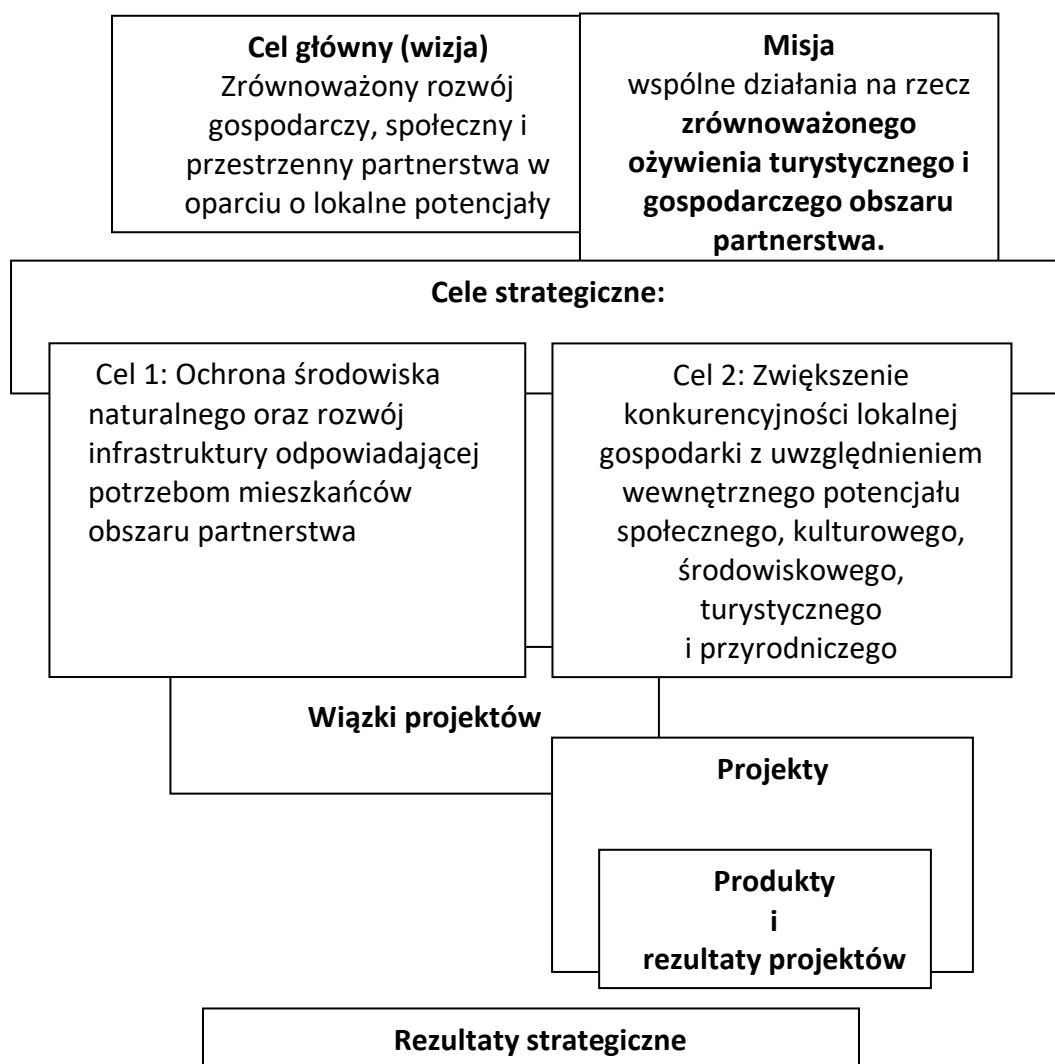 Cel główny (wizja)
Zrównoważony rozwój
gospodarczy, społeczny i
przestrzenny partnerstwa w
oparciu o lokalne potencjały
Misja
wspólne działania na rzecz
zrównoważonego
ożywienia turystycznego i
gospodarczego obszaru
partnerstwa.
Cele strategiczne:
Cel 1: Ochrona środowiska
naturalnego oraz rozwój
infrastruktury odpowiadającej
potrzebom mieszkańców
obszaru partnerstwa
Cel 2: Zwiększenie
konkurencyjności lokalnej
gospodarki z uwzględnieniem
wewnętrznego potencjału
społecznego, kulturowego,
środowiskowego,
turystycznego
i przyrodniczego
Wiązki projektów
Projekty
Produkty
i
rezultaty projektów
Rezultaty strategiczne